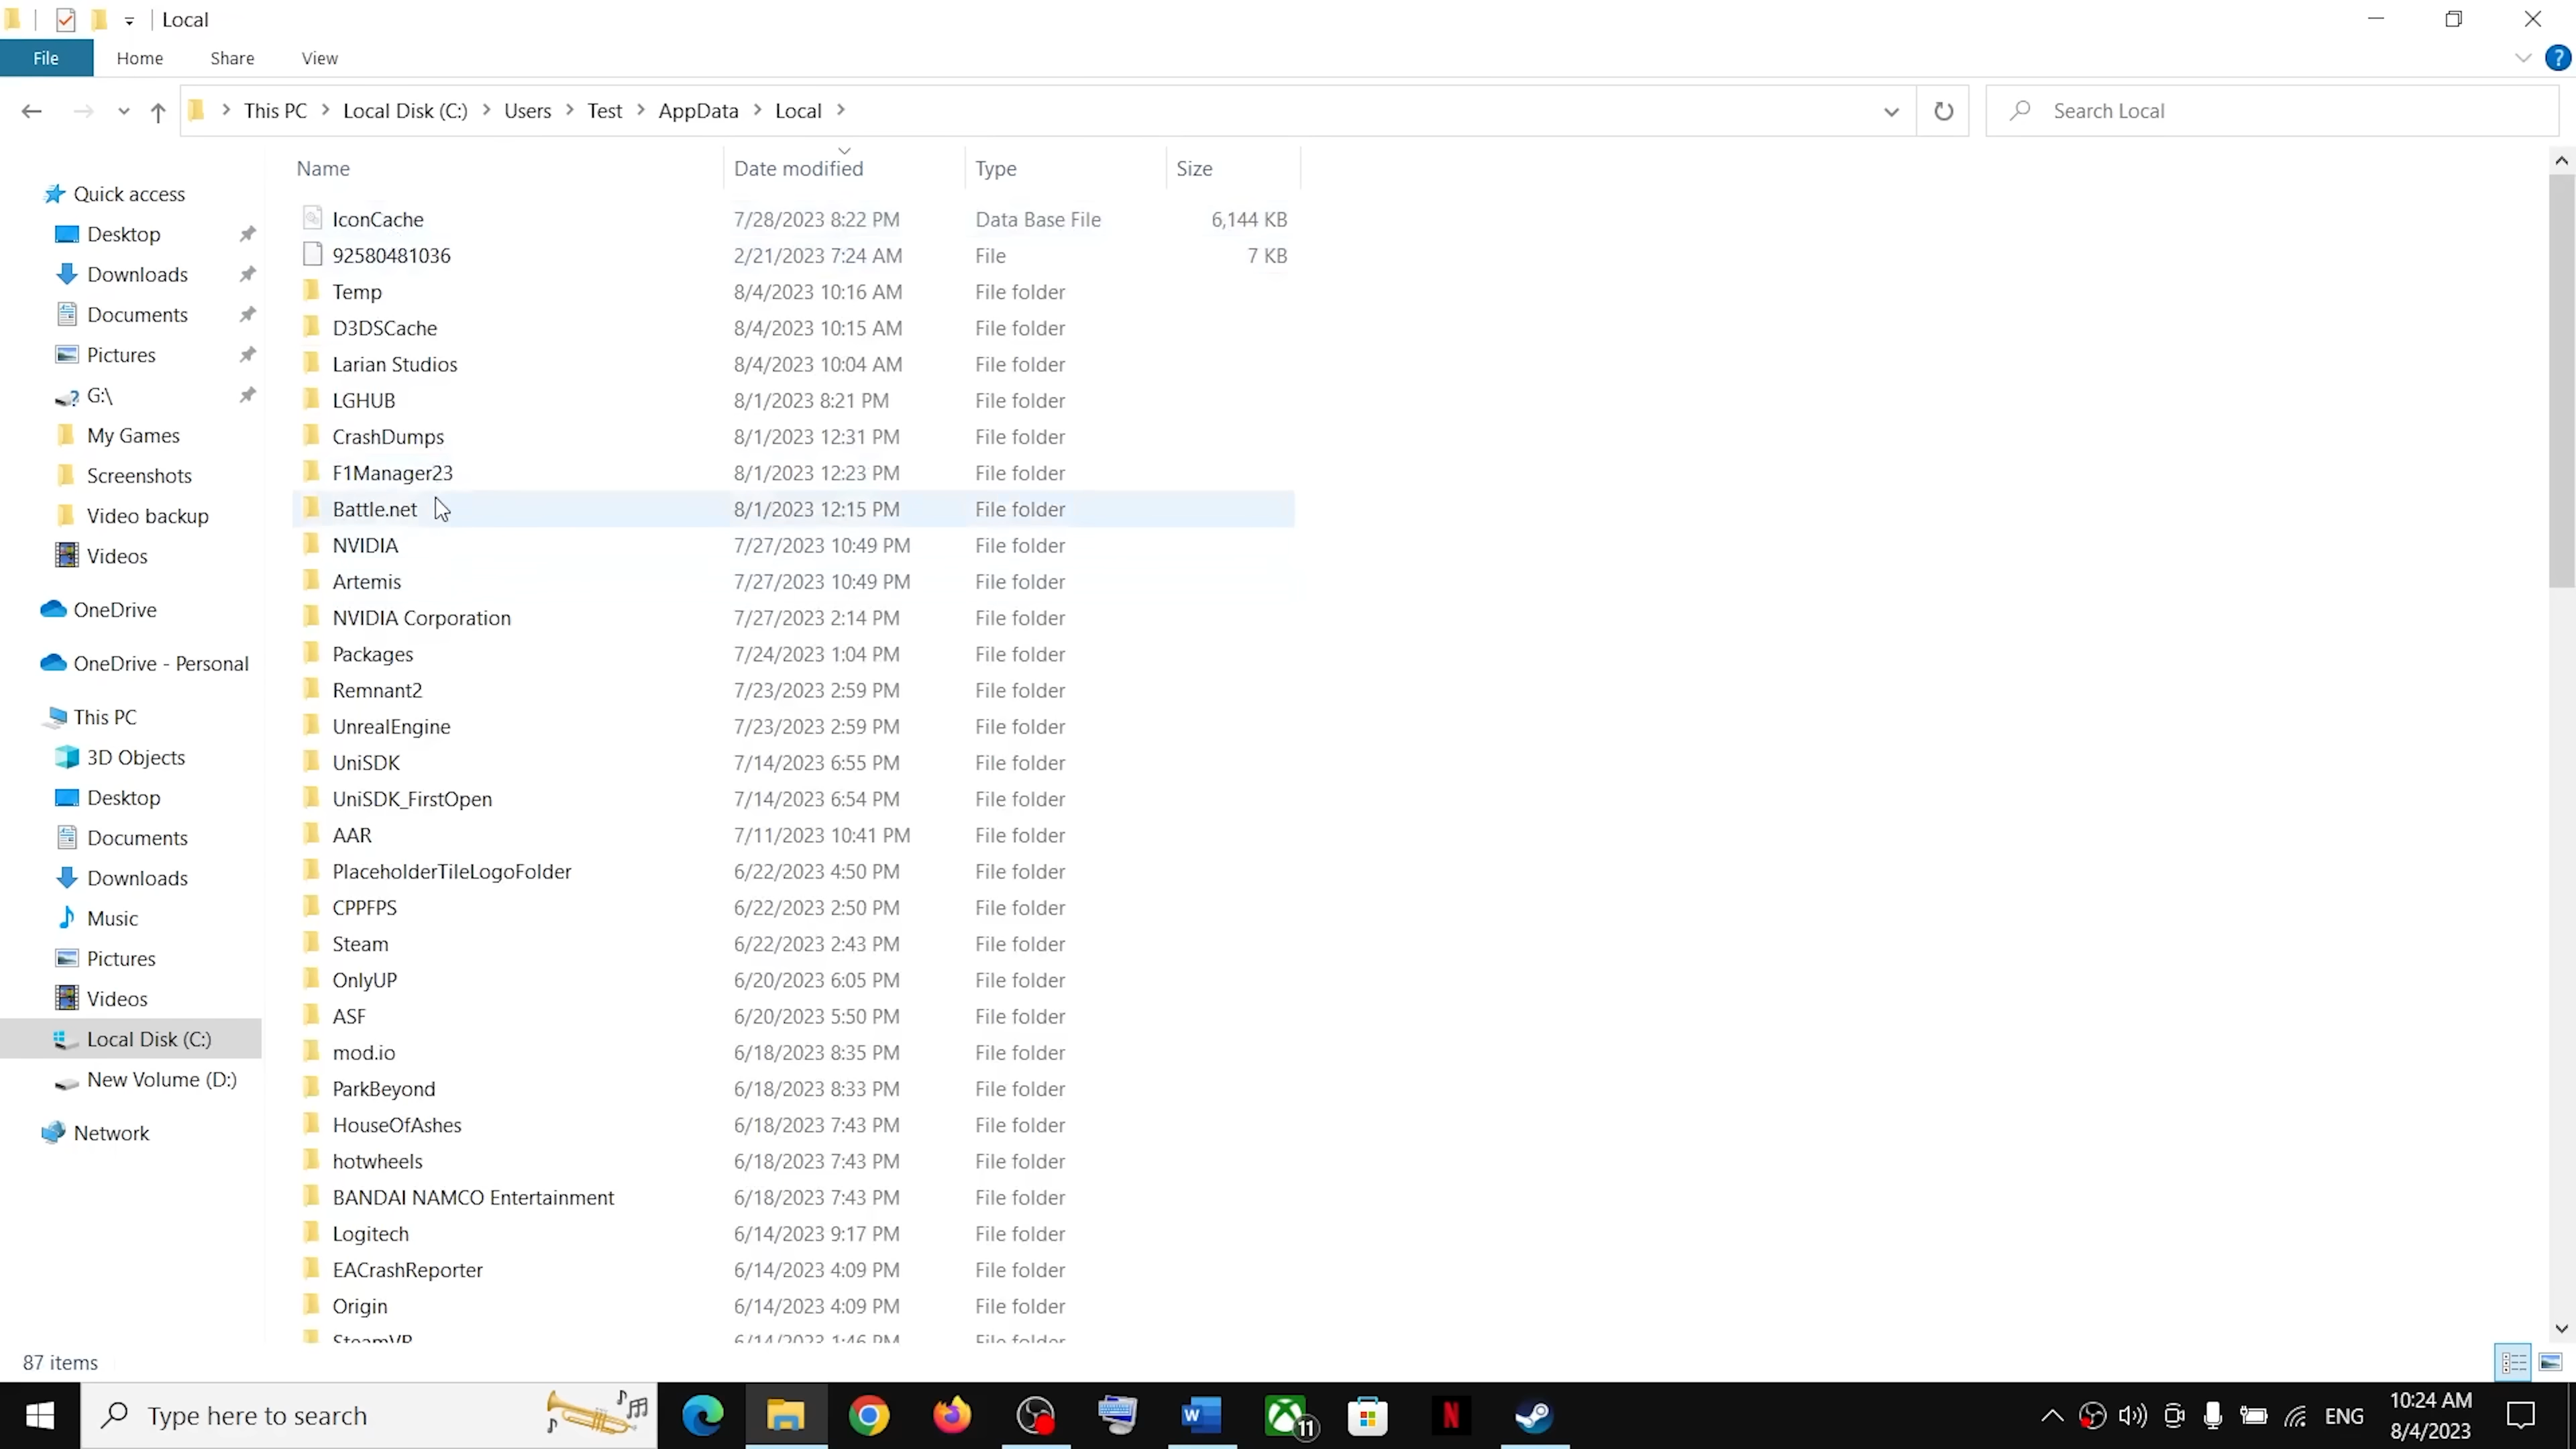 Local
File Home Share View
This PC Local Disk (C:) Users Test AppData Local
Search Local
Name Date modified Type Size
Quick access
Desktop
Downloads
Documents
Pictures
G:\
My Games
Screenshots
Video backup
Videos
OneDrive
OneDrive - Personal
This PC
3D Objects
Desktop
Documents
Downloads
Music
Pictures
Videos
Local Disk (C:)
New Volume (D:)
Network
IconCache 7/28/2023 8:22 PM Data Base File 6,144 KB
92580481036 2/21/2023 7:24 AM File 7 KB
Temp 8/4/2023 10:16 AM File folder
D3DSCache 8/4/2023 10:15 AM File folder
Larian Studios 8/4/2023 10:04 AM File folder
LGHUB 8/1/2023 8:21 PM File folder
CrashDumps 8/1/2023 12:31 PM File folder
F1Manager23 8/1/2023 12:23 PM File folder
Battle.net 8/1/2023 12:15 PM File folder
NVIDIA 7/27/2023 10:49 PM File folder
Artemis 7/27/2023 10:49 PM File folder
NVIDIA Corporation 7/27/2023 2:14 PM File folder
Packages 7/24/2023 1:04 PM File folder
Remnant2 7/23/2023 2:59 PM File folder
UnrealEngine 7/23/2023 2:59 PM File folder
UniSDK 7/14/2023 6:55 PM File folder
UniSDK_FirstOpen 7/14/2023 6:54 PM File folder
AAR 7/11/2023 10:41 PM File folder
PlaceholderTileLogoFolder 6/22/2023 4:50 PM File folder
CPPFPS 6/22/2023 2:50 PM File folder
Steam 6/22/2023 2:43 PM File folder
OnlyUP 6/20/2023 6:05 PM File folder
ASF 6/20/2023 5:50 PM File folder
mod.io 6/18/2023 8:35 PM File folder
ParkBeyond 6/18/2023 8:33 PM File folder
HouseOfAshes 6/18/2023 7:43 PM File folder
hotwheels 6/18/2023 7:43 PM File folder
BANDAI NAMCO Entertainment 6/18/2023 7:43 PM File folder
Logitech 6/14/2023 9:17 PM File folder
EACrashReporter 6/14/2023 4:09 PM File folder
Origin 6/14/2023 4:09 PM File folder
SteamVR 6/14/2023 1:46 PM File folder
87 items
Type here to search
11
ENG
10:24 AM
8/4/2023